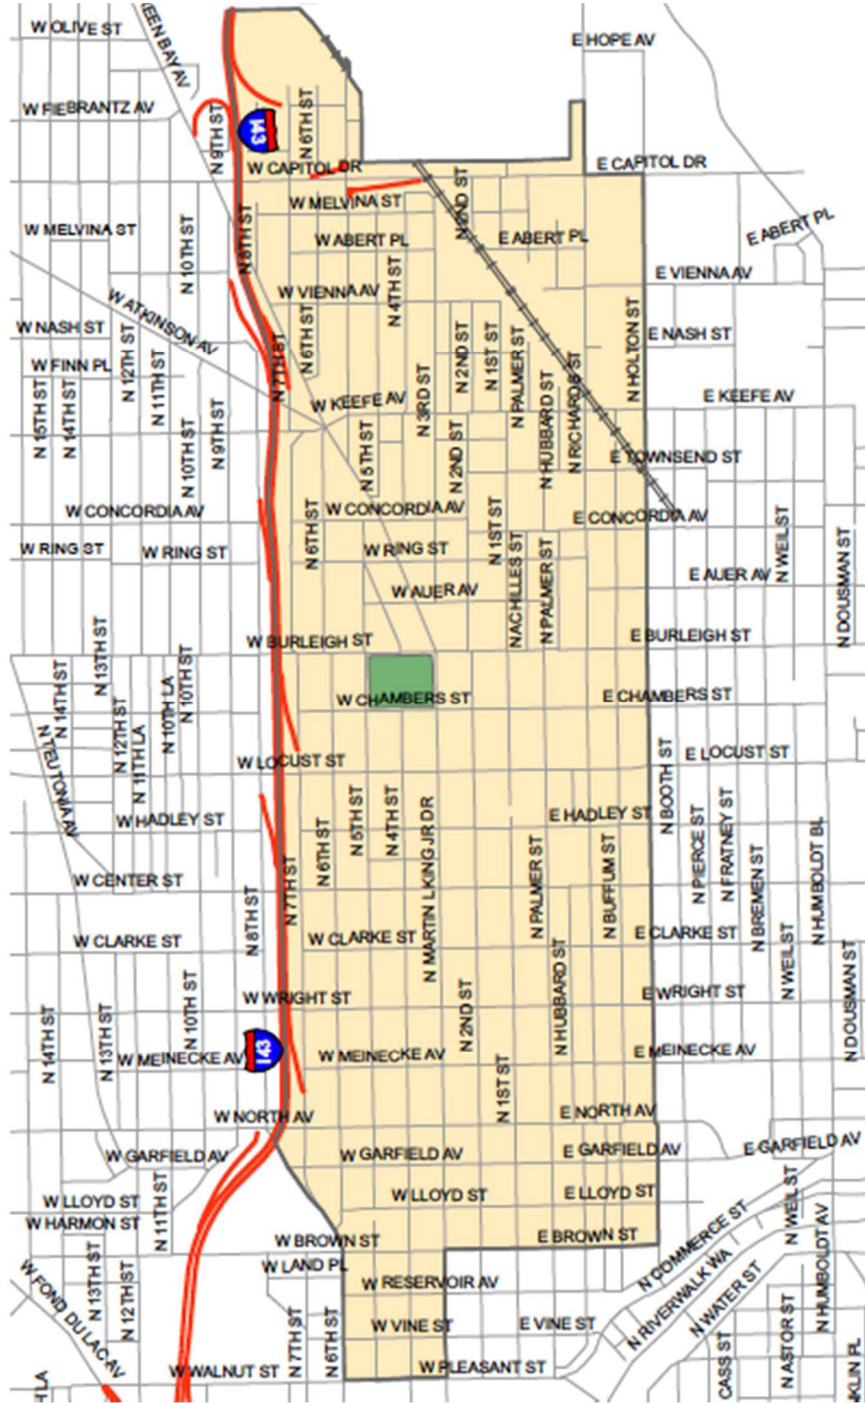 W OLIVE ST
EEN BAY AV
E HOPE AV
W FIEBRANTZ AV
N 9TH ST
143
N 6TH ST
W CAPITOL DR
E CAPITOL DR
W MELVINA ST
N 2ND ST
W MELVINA ST
N 10TH ST
N 8TH ST
W ABERT PL
E ABERT PL
E ABERT PL
W ATKINSON AV
W VIENNA AV
N 4TH ST
E VIENNA AV
W NASH ST
N 12TH ST
N 7TH ST
N 6TH ST
N 2ND ST
N 1ST ST
N PALMER ST
N HOLTON ST
E NASH ST
W FINN PL
N 15TH ST
N 14TH ST
N 11TH ST
N 10TH ST
N 9TH ST
W KEEFE AV
N 3RD ST
N HUBBARD ST
N RICHARDS ST
E KEEFE AV
N 5TH ST
N 2ND ST
E TOWNSEND ST
W CONCORDIA AV
N 6TH ST
W CONCORDIA AV
N 1ST ST
E CONCORDIA AV
N WEIL ST
N DOUSMAN ST
W RING ST
W RING ST
W RING ST
N ACHILLES ST
N PALMER ST
W AUER AV
E AUER AV
W BURLEIGH ST
E BURLEIGH ST
N 14TH ST
N 13TH ST
N 12TH ST
N 11TH LA
N 10TH LA
N 10TH ST
W CHAMBERS ST
E CHAMBERS ST
N TEUTONIA AV
W LOCUST ST
N BOOTH ST
E LOCUST ST
W HADLEY ST
N 6TH ST
N 5TH ST
N 4TH ST
N MARTIN L KING JR DR
E HADLEY ST
N PIERCE ST
N FRATNEY ST
N HUMBOLDT BL
W CENTER ST
N 8TH ST
N 7TH ST
N PALMER ST
N BUFFUM ST
N BREMEN ST
W CLARKE ST
W CLARKE ST
E CLARKE ST
N WEIL ST
N DOUSMAN ST
N 14TH ST
N 13TH ST
N 10TH ST
W WRIGHT ST
N 2ND ST
N HUBBARD ST
E WRIGHT ST
W MEINECKE AV
143
W MEINECKE AV
N 1ST ST
E MEINECKE AV
W NORTH AV
E NORTH AV
W GARFIELD AV
W GARFIELD AV
E GARFIELD AV
E GARFIELD AV
W LLOYD ST
N 11TH ST
W LLOYD ST
E LLOYD ST
N WEIL ST
W HARMON ST
W BROWN ST
E BROWN ST
N COMMERCE ST
N HUMBOLDT AV
W FOND DU LAC AV
N 13TH ST
N 12TH ST
W LAND PL
W RESERVOIR AV
N RIVERWALK WA
N WATER ST
N 7TH ST
N 6TH ST
W VINE ST
E VINE ST
N ASTOR ST
W WALNUT ST
W PLEASANT ST
CASS ST
KLIN PL
H LA